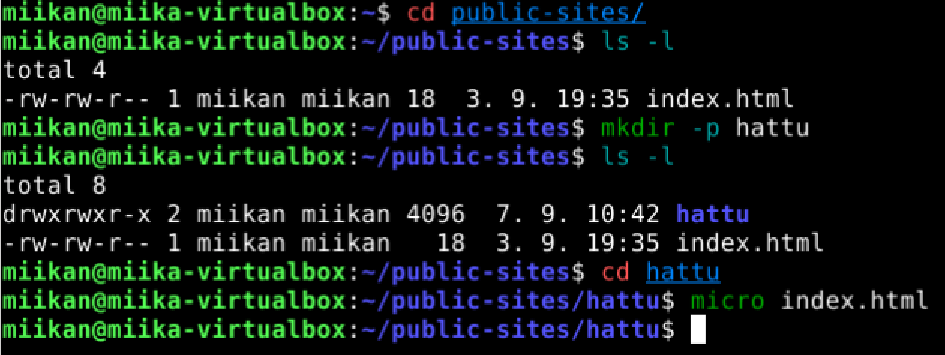 miikan@miika-virtualbox:~$ cd public-sites/
miikan@miika-virtualbox:~/public-sites$ ls -l
total 4
-rw-rw-r-- 1 miikan miikan 18  3. 9. 19:35 index.html
miikan@miika-virtualbox:~/public-sites$ mkdir -p hattu
miikan@miika-virtualbox:~/public-sites$ ls -l
total 8
drwxrwxr-x 2 miikan miikan 4096  7. 9. 10:42 hattu
-rw-rw-r-- 1 miikan miikan   18  3. 9. 19:35 index.html
miikan@miika-virtualbox:~/public-sites$ cd hattu
miikan@miika-virtualbox:~/public-sites/hattu$ micro index.html
miikan@miika-virtualbox:~/public-sites/hattu$